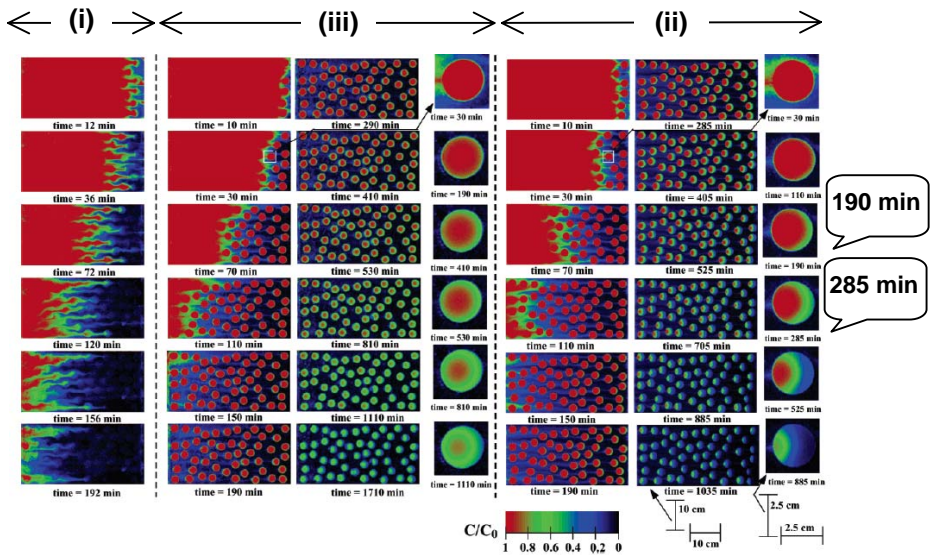 (i)
(iii)
(ii)
time = 12 min
time = 36 min
time = 72 min
time = 120 min
time = 156 min
time = 192 min
time = 10 min
time = 30 min
time = 70 min
time = 110 min
time = 150 min
time = 190 min
time = 290 min
time = 410 min
time = 530 min
time = 810 min
time = 1110 min
time = 1710 min
time = 30 min
time = 190 min
time = 410 min
time = 530 min
time = 810 min
time = 1110 min
time = 10 min
time = 30 min
time = 70 min
time = 110 min
time = 150 min
time = 190 min
time = 285 min
time = 405 min
time = 525 min
time = 705 min
time = 885 min
time = 1035 min
time = 30 min
time = 110 min
time = 190 min
time = 285 min
time = 525 min
time = 885 min
190 min
285 min
C/C₀
1 0.8 0.6 0.4 0.2 0
10 cm
10 cm
2.5 cm
2.5 cm